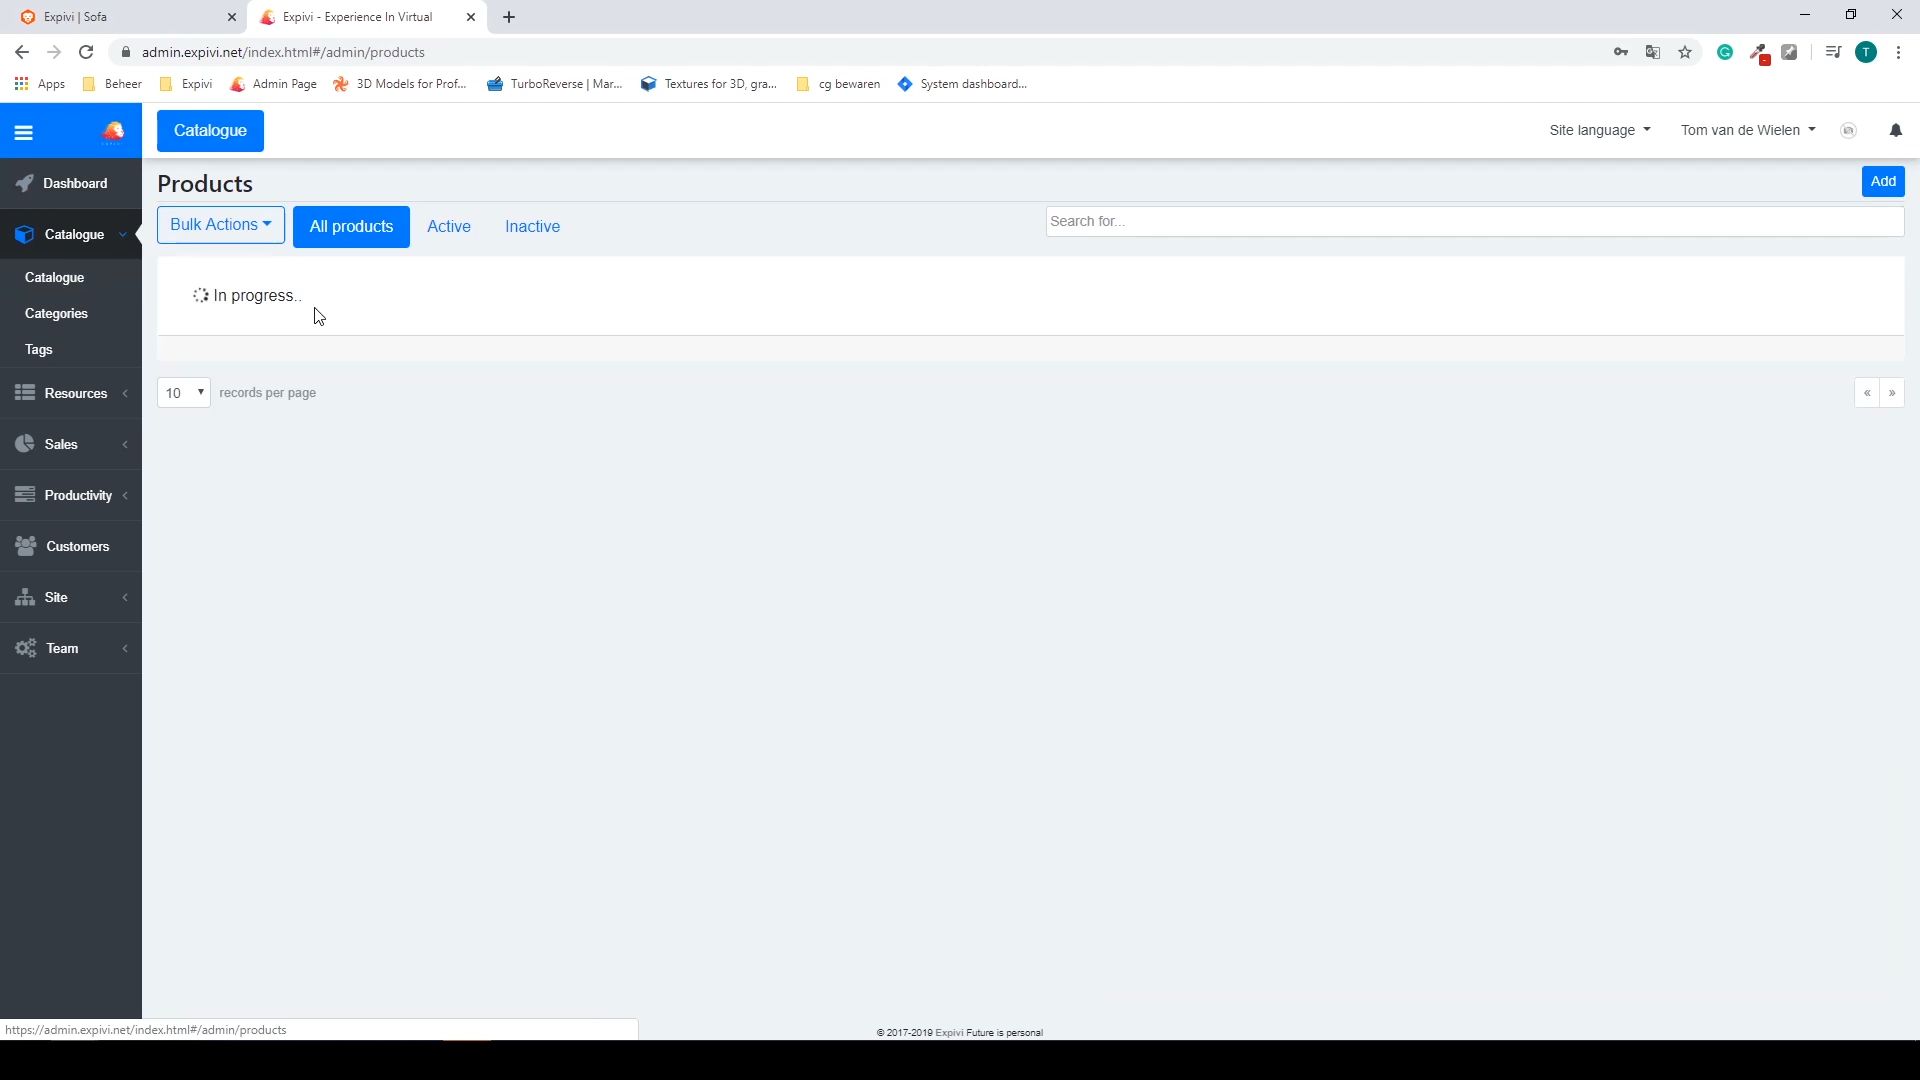 Expivi | Sofa
Expivi - Experience In Virtual
admin.expivi.net/index.html#/admin/products
Apps
Beheer
Expivi
Admin Page
3D Models for Prof...
TurboReverse | Mar...
Textures for 3D, gra...
cg bewaren
System dashboard...
T
Catalogue
Site language
Tom van de Wielen
Dashboard
Products
Add
Bulk Actions
All products
Active
Inactive
Search for...
Catalogue
Catalogue
Categories
Tags
In progress..
Resources
10
records per page
«
»
Sales
Productivity
Customers
Site
Team
https://admin.expivi.net/index.html#/admin/products
© 2017-2019 Expivi Future is personal